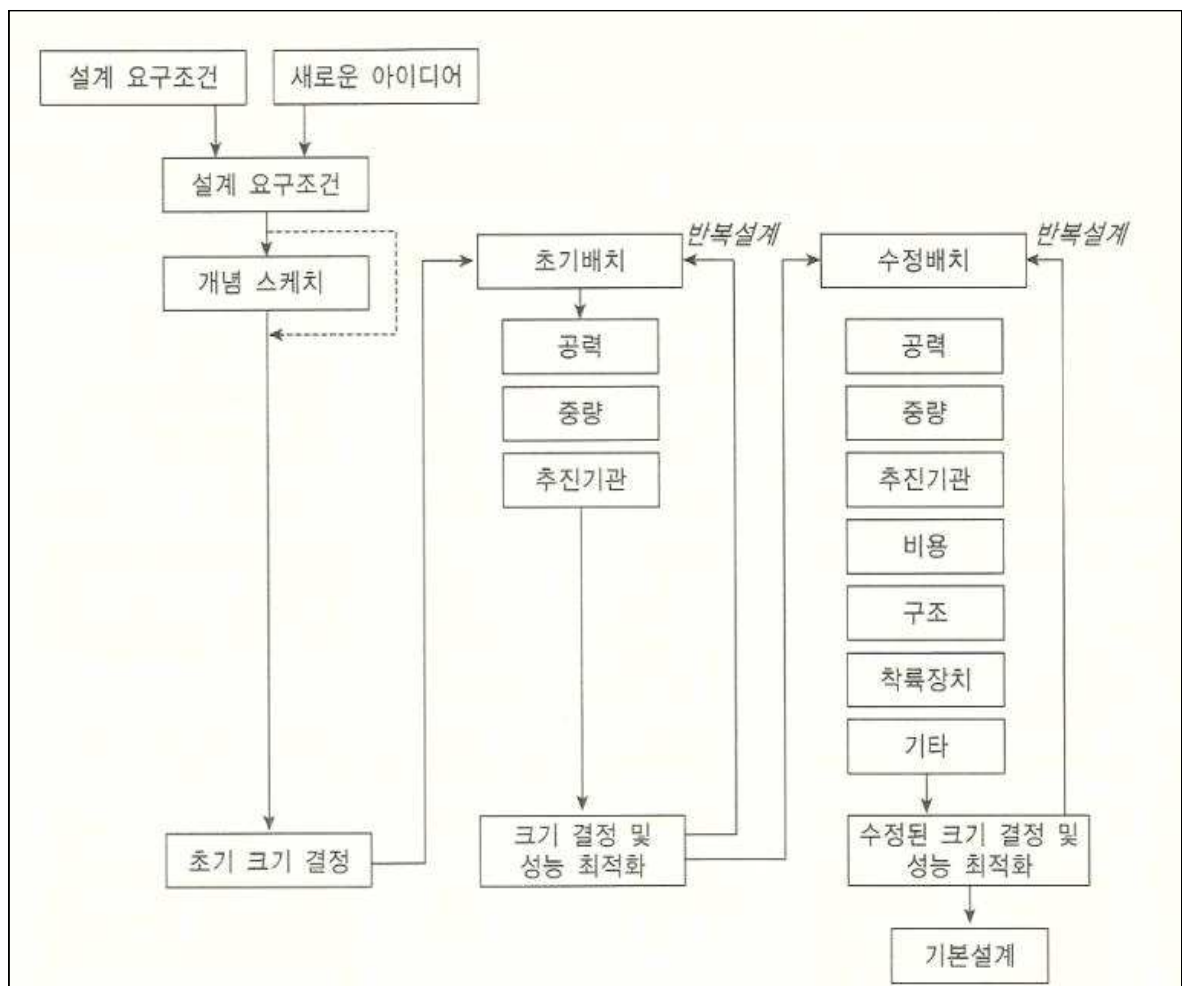 설계 요구조건
새로운 아이디어
설계 요구조건
개념 스케치
초기 크기 결정
반복설계
초기배치
공력
중량
추진기관
크기 결정 및
성능 최적화
반복설계
수정배치
공력
중량
추진기관
비용
구조
착륙장치
기타
수정된 크기 결정 및
성능 최적화
기본설계